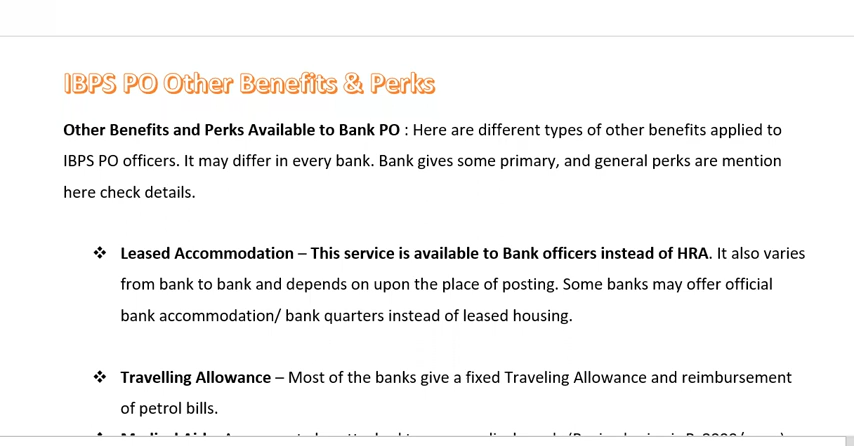 IBPS PO Other Benefits & Perks
Other Benefits and Perks Available to Bank PO : Here are different types of other benefits applied to
IBPS PO officers. It may differ in every bank. Bank gives some primary, and general perks are mention
here check details.
❖ Leased Accommodation – This service is available to Bank officers instead of HRA. It also varies
from bank to bank and depends on upon the place of posting. Some banks may offer official
bank accommodation/ bank quarters instead of leased housing.
❖ Travelling Allowance – Most of the banks give a fixed Traveling Allowance and reimbursement
of petrol bills.